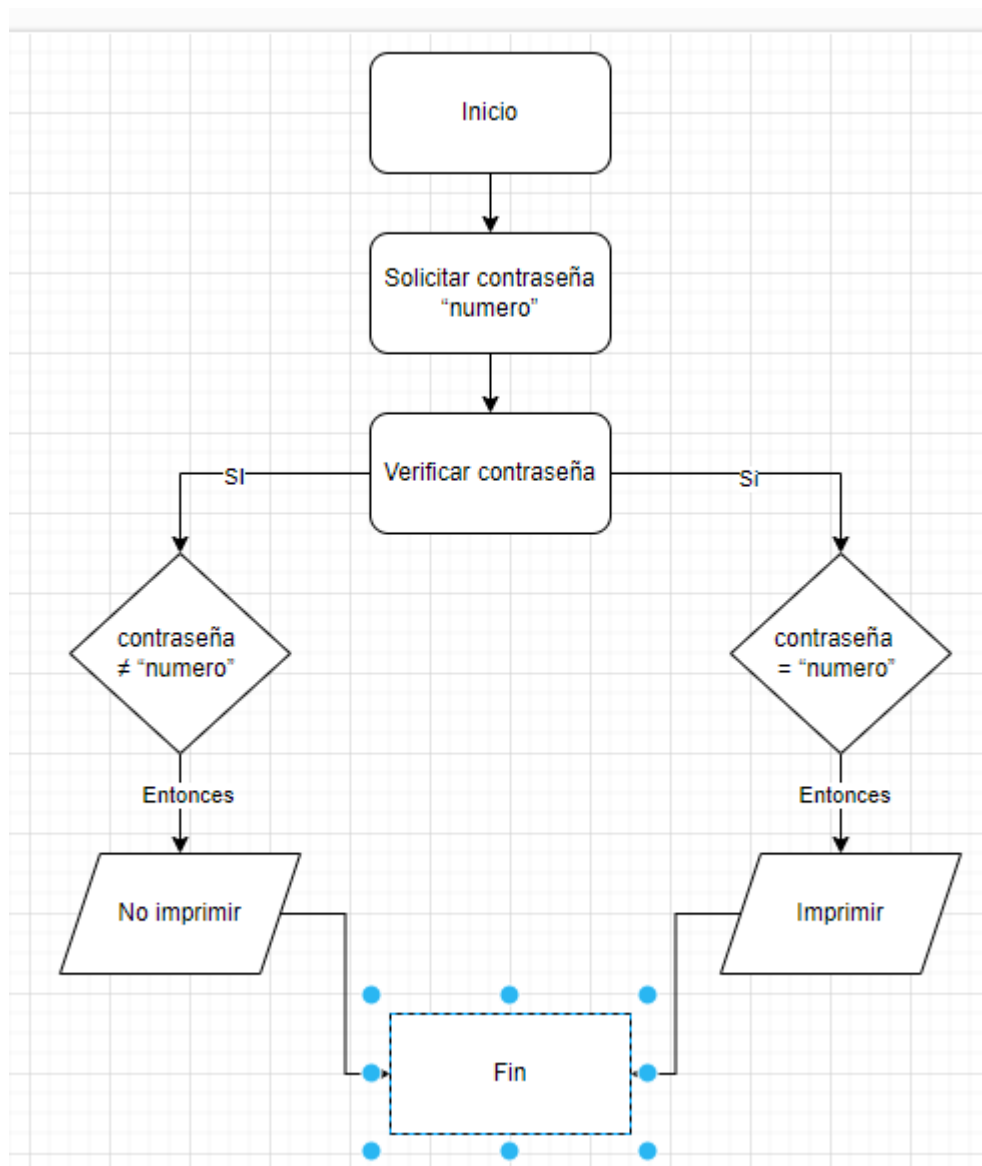 Inicio
Solicitar contraseña
“numero”
Verificar contraseña
SI
Si
contraseña
≠ “numero”
contraseña
= “numero”
Entonces
Entonces
No imprimir
Imprimir
Fin